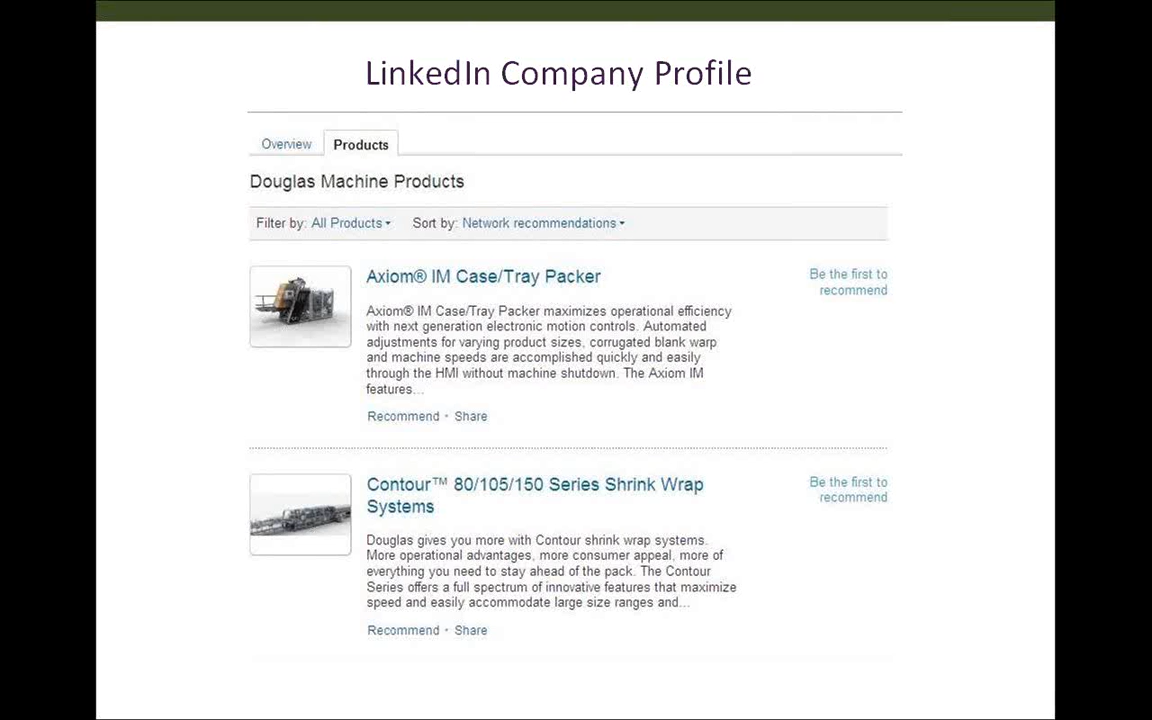 LinkedIn Company Profile
Overview Products
Douglas Machine Products
Filter by: All Products Sort by: Network recommendations
Axiom® IM Case/Tray Packer
Be the first to
recommend
Axiom® IM Case/Tray Packer maximizes operational efficiency
with next generation electronic motion controls. Automated
adjustments for varying product sizes, corrugated blank warp
and machine speeds are accomplished quickly and easily
through the HMI without machine shutdown. The Axiom IM
features...
Recommend · Share
Contour™ 80/105/150 Series Shrink Wrap
Systems
Be the first to
recommend
Douglas gives you more with Contour shrink wrap systems.
More operational advantages, more consumer appeal, more of
everything you need to stay ahead of the pack. The Contour
Series offers a full spectrum of innovative features that maximize
speed and easily accommodate large size ranges and...
Recommend · Share